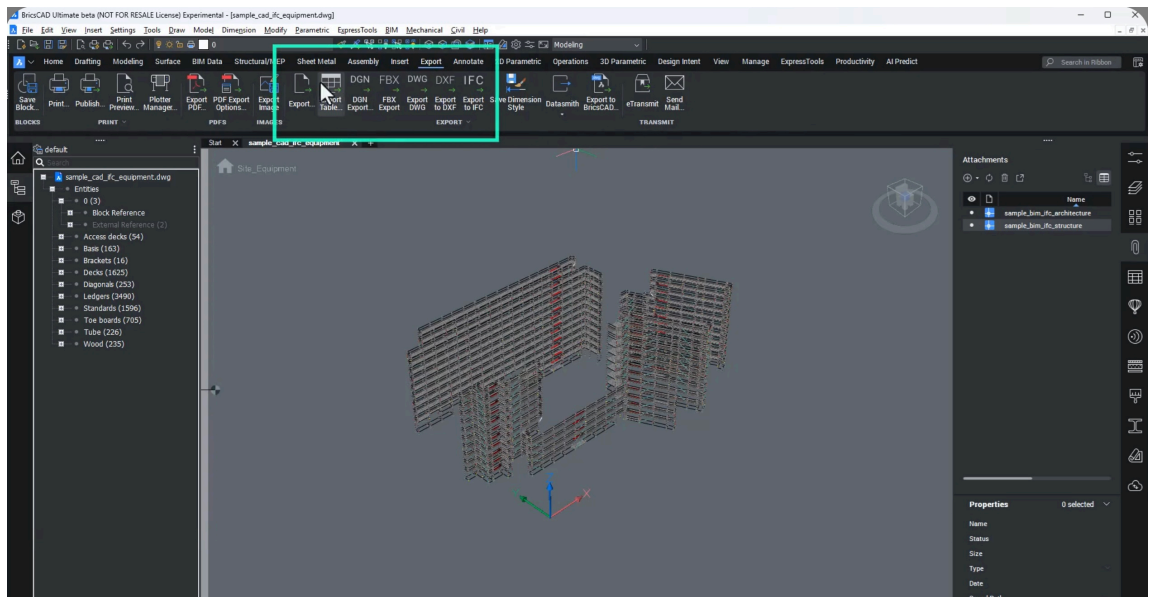 BricsCAD Ultimate beta (NOT FOR RESALE License) Experimental - [sample_cad_ifc_equipment.dwg]
File Edit View Insert Settings Tools Draw Model Dimension Modify Parametric ExpressTools BIM Mechanical Civil Help
0 Modeling
Home Drafting Modeling Surface BIM Data Structural/MEP Sheet Metal Assembly Insert Export Annotate Parametric Operations 3D Parametric Design Intent View Manage ExpressTools Productivity AI Predict Search in Ribbon
DGN FBX DWG DXF IFC
Save Block... Print... Publish... Print Preview... Plotter Manager... Export PDF... PDF Export Options... Export Image Export... Table... DGN Export... FBX Export Export DWG Export to DXF Export to IFC Dimension Style Datasmith Export to BricsCAD... eTransmit Send Mail...
BLOCKS PRINT PDFS IMAGES EXPORT TRANSMIT
default
Start sample_cad_ifc_equipment
Search
Site_Equipment
Attachments
sample_cad_ifc_equipment.dwg
Entities
0 (3)
Block Reference
External Reference (2)
Access decks (54)
Basis (163)
Brackets (16)
Decks (1625)
Diagonals (253)
Ledgers (3490)
Standards (1596)
Toe boards (705)
Tube (226)
Wood (235)
Name
sample_bim_ifc_architecture
sample_bim_ifc_structure
X
Properties 0 selected
Name
Status
Size
Type
Date